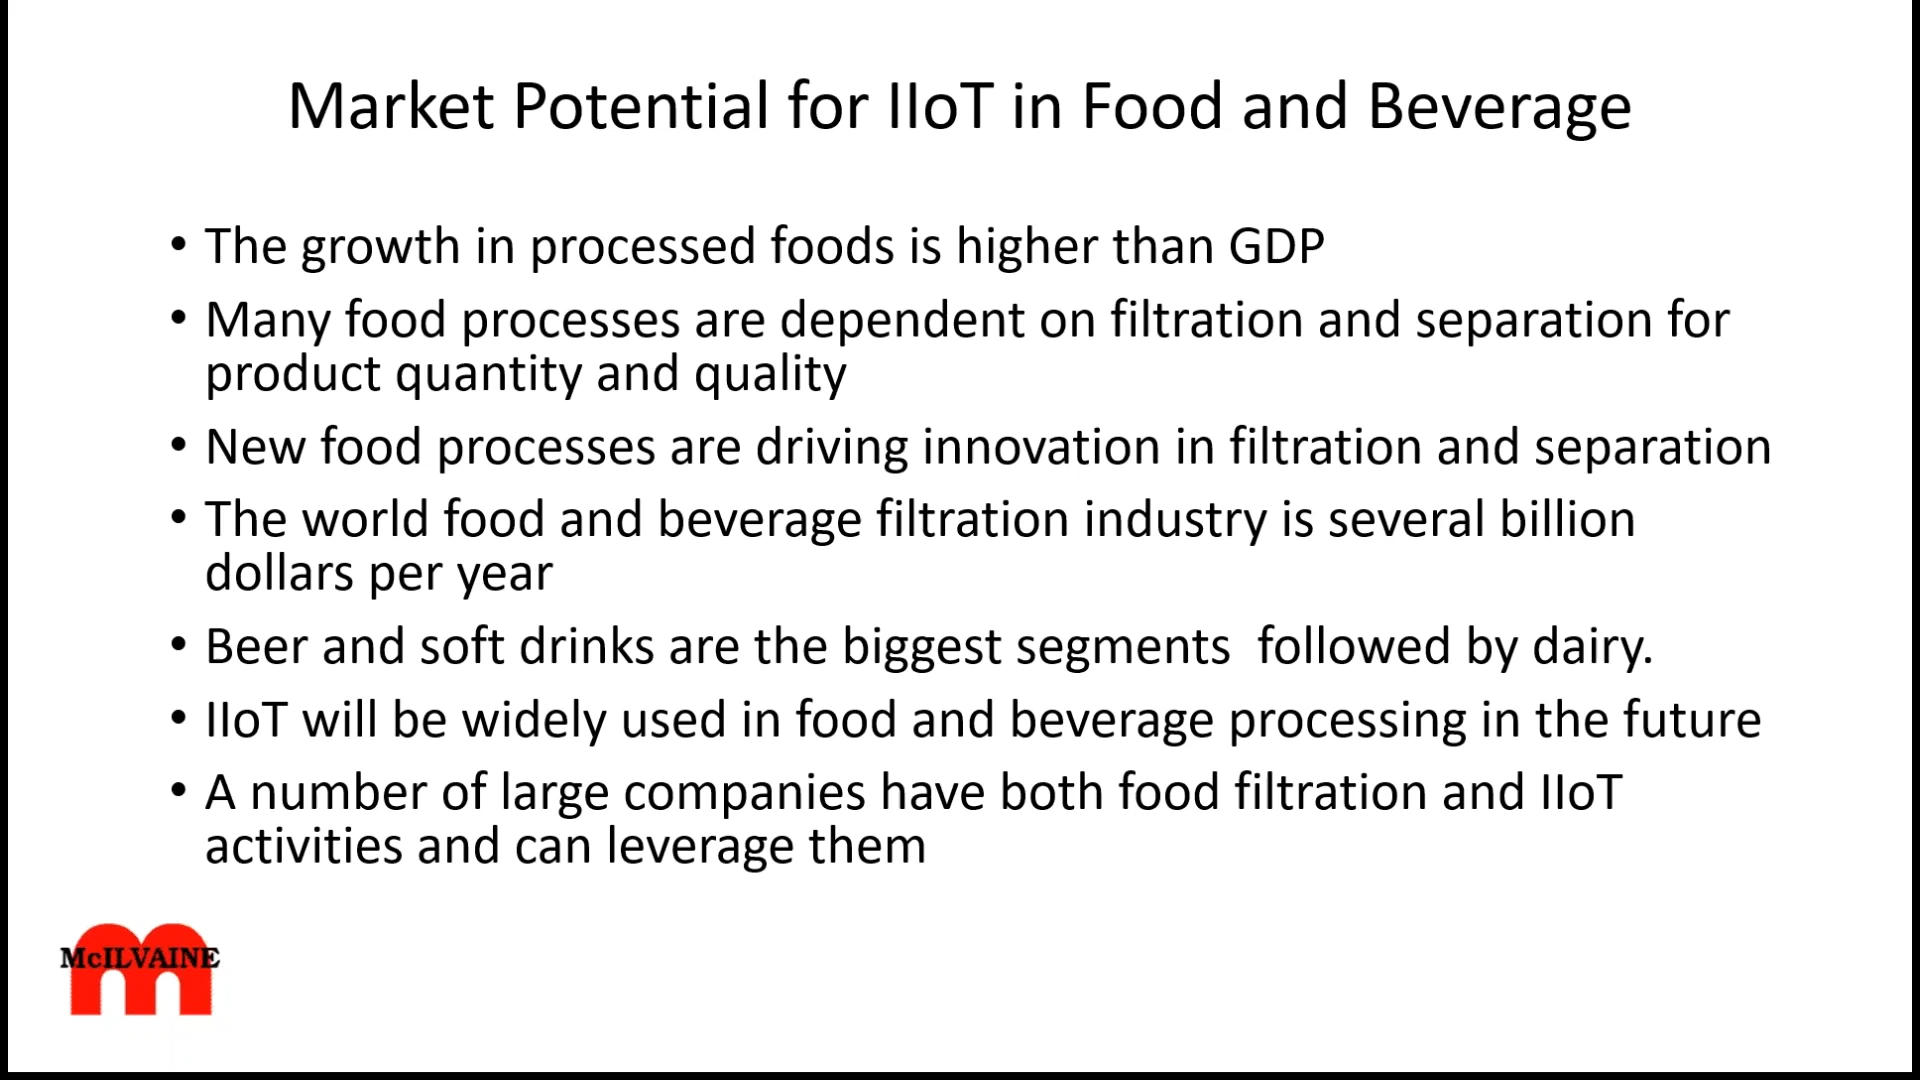 Market Potential for IIoT in Food and Beverage
• The growth in processed foods is higher than GDP
• Many food processes are dependent on filtration and separation for
product quantity and quality
• New food processes are driving innovation in filtration and separation
• The world food and beverage filtration industry is several billion
dollars per year
• Beer and soft drinks are the biggest segments  followed by dairy.
• IIoT will be widely used in food and beverage processing in the future
• A number of large companies have both food filtration and IIoT
activities and can leverage them
McILVAINE